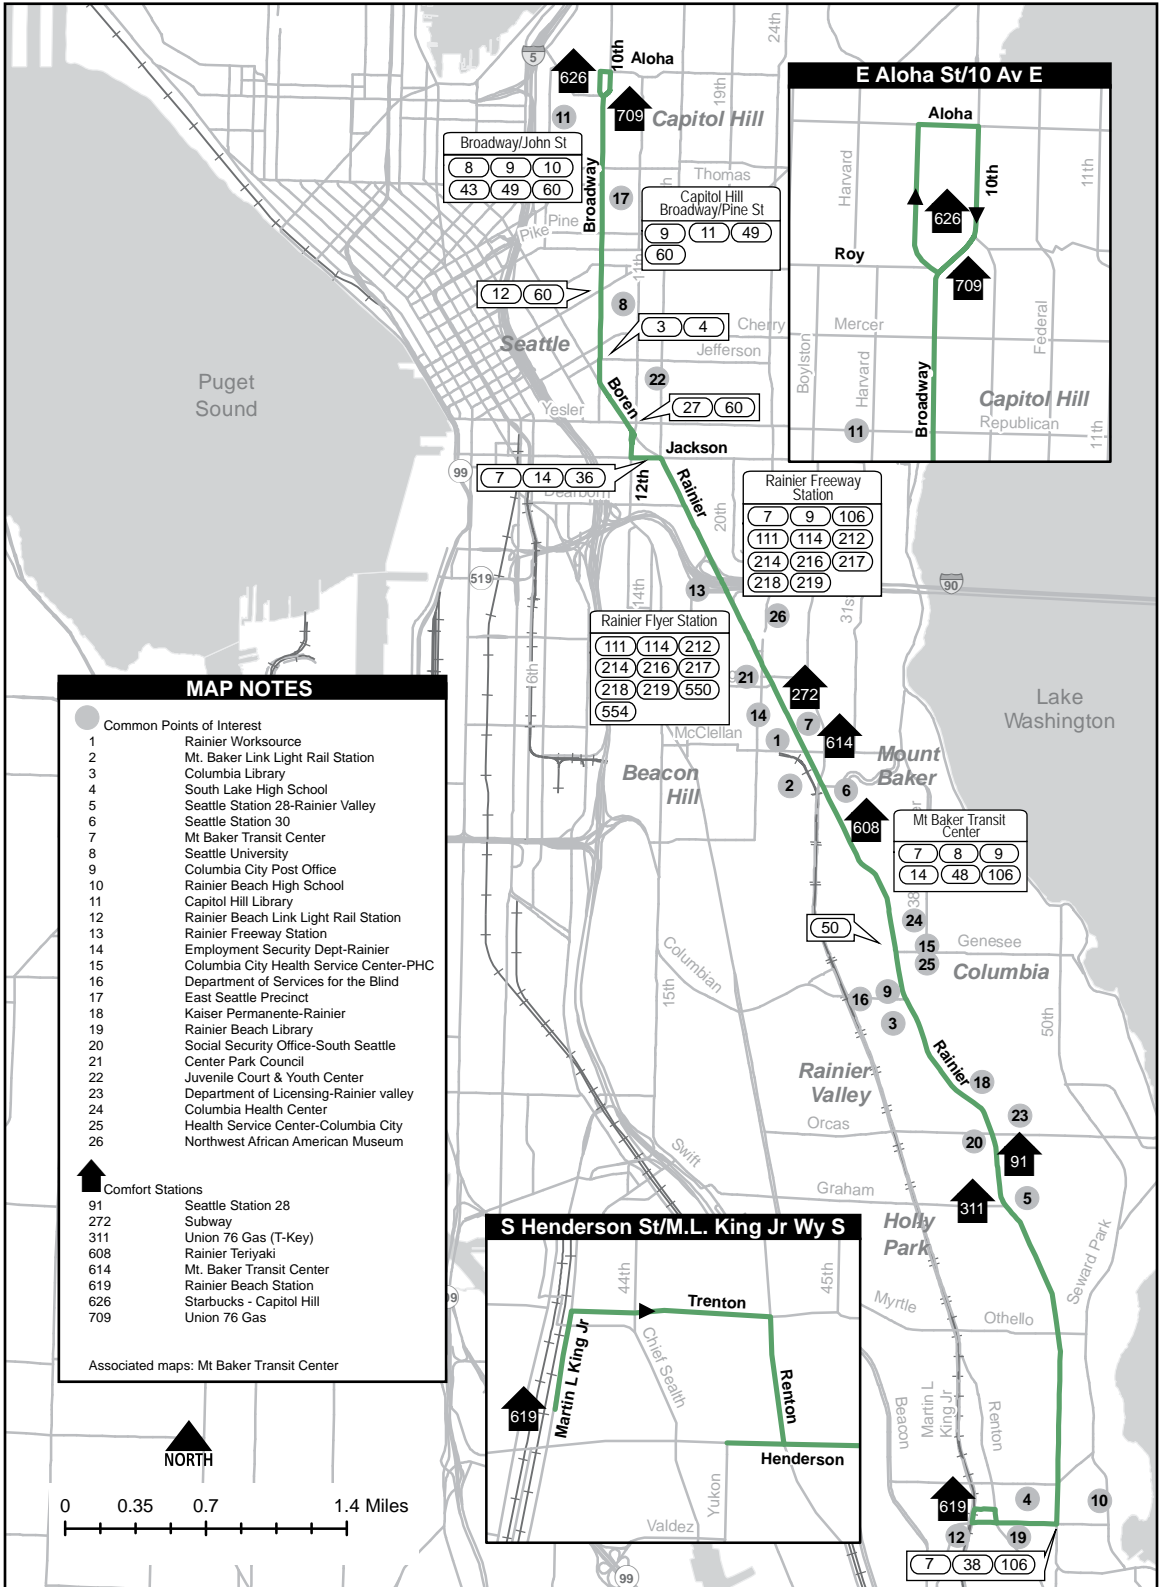 10th
24th
5
Aloha
626
19th
709
11
Capitol Hill
Broadway/John St
8 9 10
43 49 60
Thomas
Broadway
17
Capitol Hill
Broadway/Pine St
9 11 49
60
Pine
Pike
11th
12 60
8
3 4
Cherry
Jefferson
Seattle
Puget
Sound
22
Boren
27 60
Yesler
Jackson
99
7 14 36
12th
Rainier
Dearborn
20th
Rainier Freeway
Station
7 9 106
111 114 212
214 216 217
218 219
519
14th
13
90
31st
26
Rainier Flyer Station
111 114 212
214 216 217
218 219 550
554
16th
21
272
14
7
McClellan
1
614
Lake
Washington
Mount
Baker
Beacon
Hill
2
6
608
Mt Baker Transit
Center
7 8 9
14 48 106
38
24
50
15
Genesee
25
Columbia
Columbian
15th
16
9
3
50th
Rainier
Rainier
Valley
18
23
Orcas
20
91
Swift
Graham
311
5
Holly
Park
Seward Park
Myrtle
Othello
Beacon
Martin L
King Jr
Renton
619
4
10
12
19
7 38 106
99
E Aloha St/10 Av E
Aloha
Harvard
10th
11th
626
Roy
709
Mercer
Federal
Boylston
Harvard
Broadway
Capitol Hill
Republican
11
11th
MAP NOTES
Common Points of Interest
1 Rainier Worksource
2 Mt. Baker Link Light Rail Station
3 Columbia Library
4 South Lake High School
5 Seattle Station 28-Rainier Valley
6 Seattle Station 30
7 Mt Baker Transit Center
8 Seattle University
9 Columbia City Post Office
10 Rainier Beach High School
11 Capitol Hill Library
12 Rainier Beach Link Light Rail Station
13 Rainier Freeway Station
14 Employment Security Dept-Rainier
15 Columbia City Health Service Center-PHC
16 Department of Services for the Blind
17 East Seattle Precinct
18 Kaiser Permanente-Rainier
19 Rainier Beach Library
20 Social Security Office-South Seattle
21 Center Park Council
22 Juvenile Court & Youth Center
23 Department of Licensing-Rainier valley
24 Columbia Health Center
25 Health Service Center-Columbia City
26 Northwest African American Museum
Comfort Stations
91 Seattle Station 28
272 Subway
311 Union 76 Gas (T-Key)
608 Rainier Teriyaki
614 Mt. Baker Transit Center
619 Rainier Beach Station
626 Starbucks - Capitol Hill
709 Union 76 Gas
Associated maps: Mt Baker Transit Center
S Henderson St/M.L. King Jr Wy S
44th
45th
Trenton
Martin L King Jr
Chief Sealth
Renton
619
Henderson
Yukon
Valdez
NORTH
0 0.35 0.7 1.4 Miles